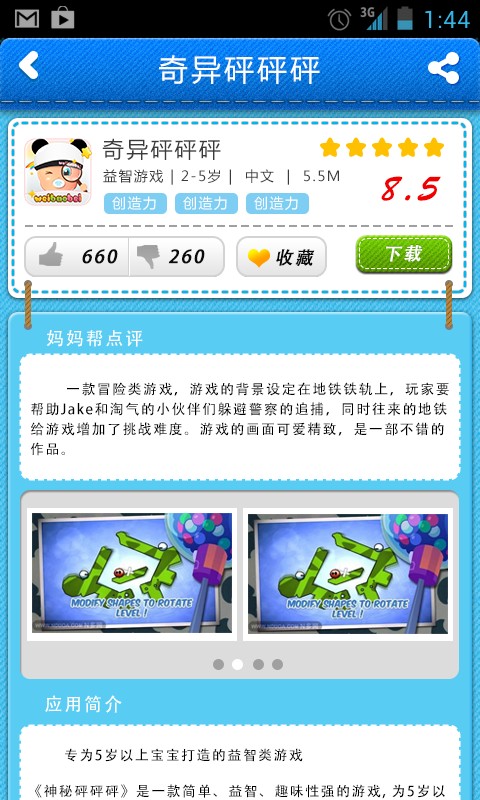 3G
1:44
奇异砰砰砰
奇异砰砰砰
益智游戏 | 2-5岁 | 中文 | 5.5M
8.5
创造力 创造力 创造力
weibaobei
660 260 收藏 下载
妈妈帮点评
一款冒险类游戏，游戏的背景设定在地铁铁轨上，玩家要
帮助Jake和淘气的小伙伴们躲避警察的追捕，同时往来的地铁
给游戏增加了挑战难度。游戏的画面可爱精致，是一部不错的
作品。
MODIFY SHAPES TO ROTATE
LEVEL 1
MODIFY SHAPES TO ROTATE
LEVEL 1
应用简介
专为5岁以上宝宝打造的益智类游戏
《神秘砰砰砰》是一款简单、益智、趣味性强的游戏，为5岁以